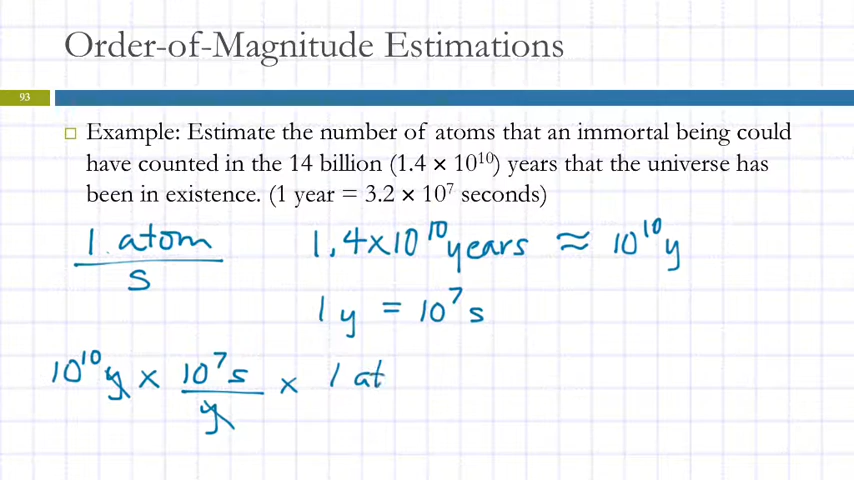 Order-of-Magnitude Estimations
93
Example: Estimate the number of atoms that an immortal being could
have counted in the 14 billion (1.4 × 10¹⁰) years that the universe has
been in existence. (1 year = 3.2 × 10⁷ seconds)
1 atom / s
1.4×10¹⁰ years ≈ 10¹⁰ y
1 y = 10⁷ s
10¹⁰ y × 10⁷ s / y × 1 at